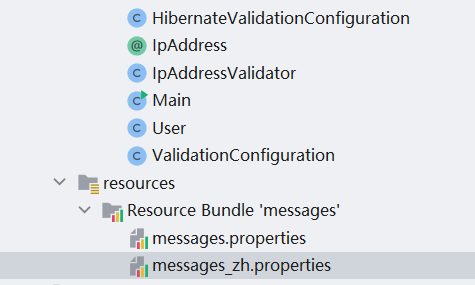 HibernateValidationConfiguration
IpAddress
IpAddressValidator
Main
User
ValidationConfiguration
resources
Resource Bundle 'messages'
messages.properties
messages_zh.properties